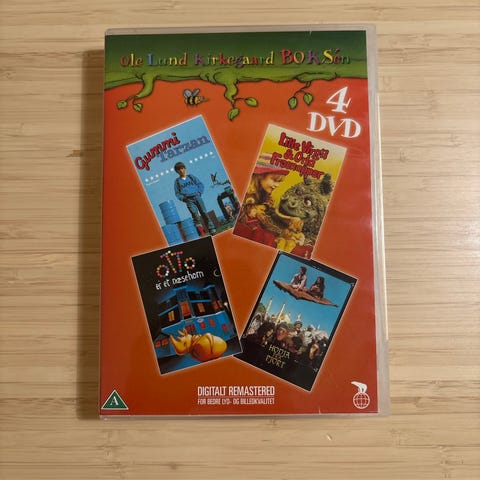 Ole Lund Kirkegaard BOKSén
4
DVD
Gummi
Tarzan
Lille Virgil
& Orla
Frøsnapper
OTTO
er et næsehorn
HODJA
FRA
PJORT
DIGITALT REMASTERED
FOR BEDRE LYD- OG BILLEDKVALITET
A